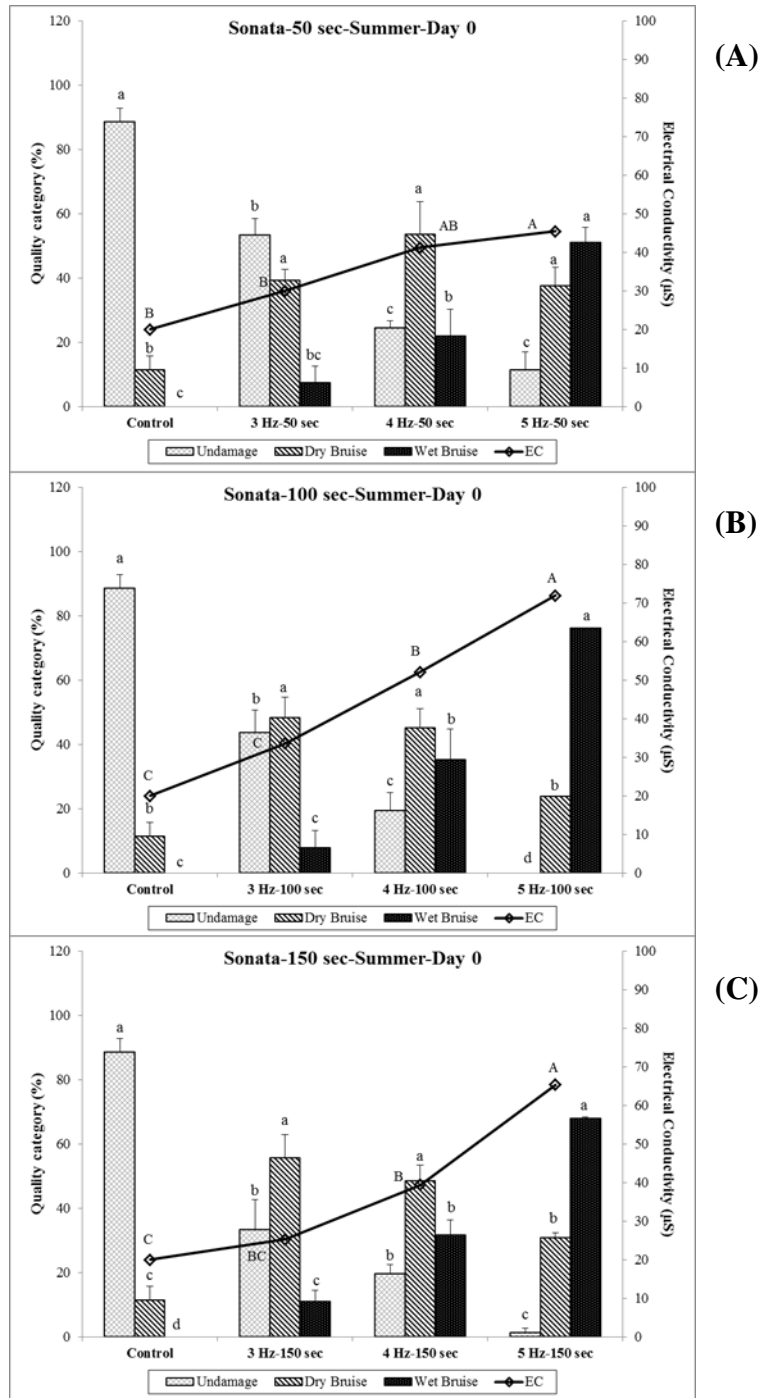 Sonata-50 sec-Summer-Day 0
(A)
Quality category (%)
Electrical Conductivity (µS)
120
100
80
60
40
20
0
100
90
80
70
60
50
40
30
20
10
0
a
B
b
c
b
a
B
bc
c
a
AB
b
c
A
a
a
Control 3 Hz-50 sec 4 Hz-50 sec 5 Hz-50 sec
Undamage Dry Bruise Wet Bruise EC
Sonata-100 sec-Summer-Day 0
(B)
Quality category (%)
Electrical Conductivity (µS)
120
100
80
60
40
20
0
100
90
80
70
60
50
40
30
20
10
0
a
C
b
c
b
a
C
c
c
a
B
b
d
A
b
a
Control 3 Hz-100 sec 4 Hz-100 sec 5 Hz-100 sec
Undamage Dry Bruise Wet Bruise EC
Sonata-150 sec-Summer-Day 0
(C)
Quality category (%)
Electrical Conductivity (µS)
120
100
80
60
40
20
0
100
90
80
70
60
50
40
30
20
10
0
a
C
c
d
b
a
BC
c
b
a
B
b
c
A
b
a
Control 3 Hz-150 sec 4 Hz-150 sec 5 Hz-150 sec
Undamage Dry Bruise Wet Bruise EC